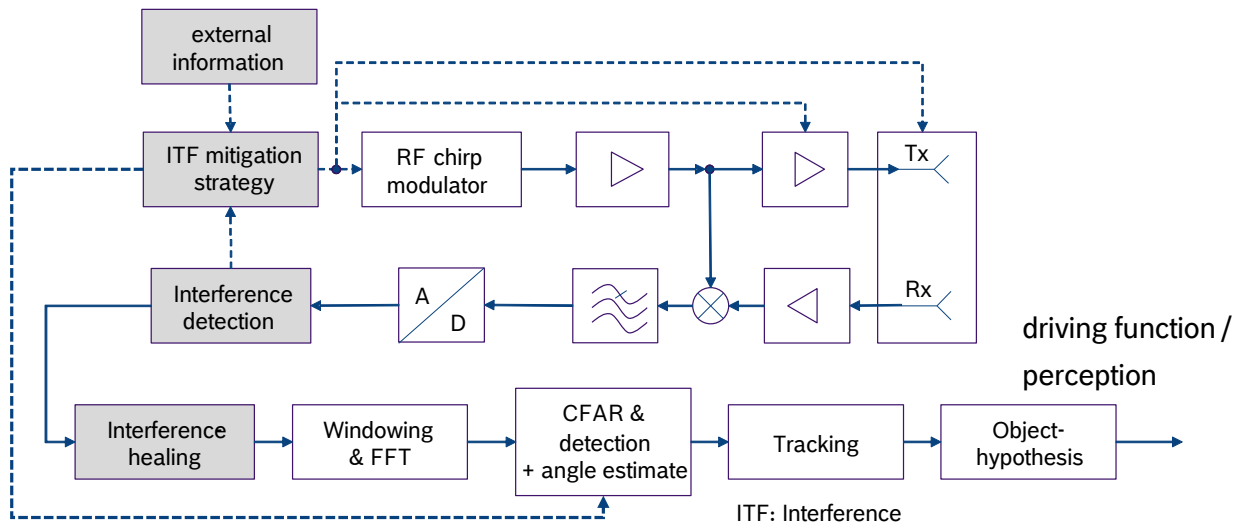 external
information
ITF mitigation
strategy
RF chirp
modulator
Tx
Interference
detection
A
D
Rx
driving function /
perception
Interference
healing
Windowing
& FFT
CFAR &
detection
+ angle estimate
Tracking
Object-
hypothesis
ITF: Interference